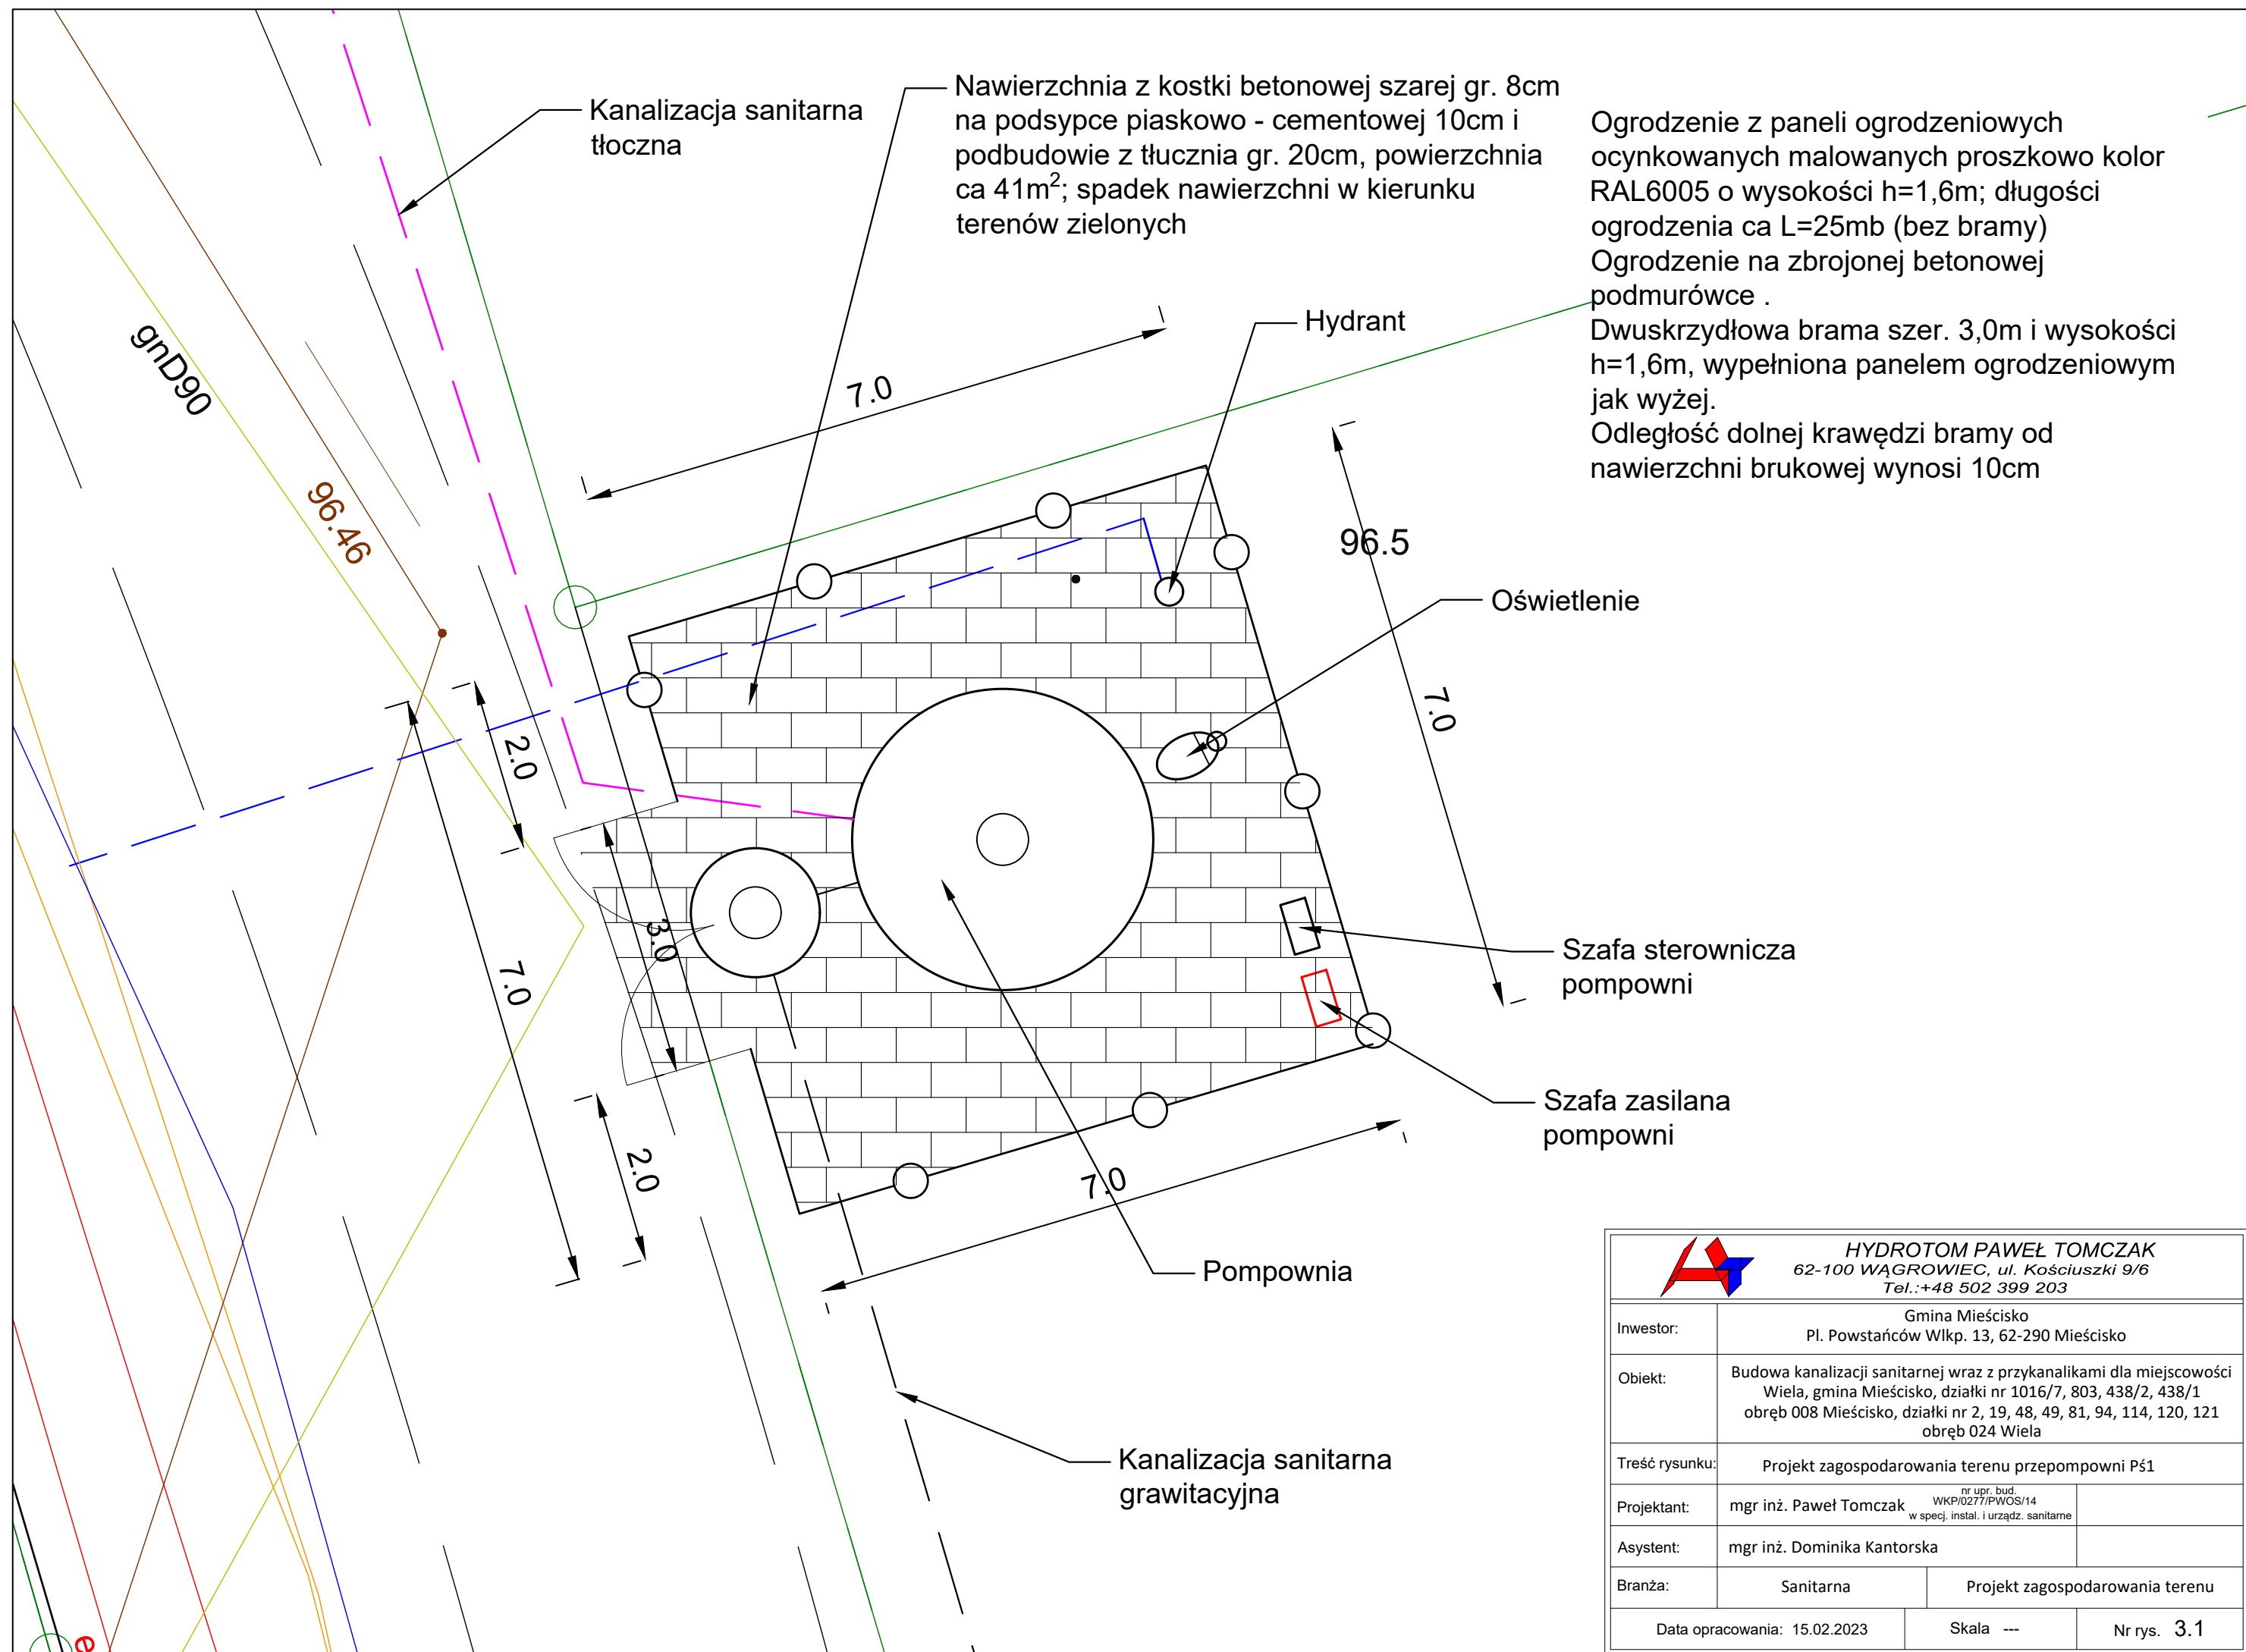 Kanalizacja sanitarna
tłoczna
Nawierzchnia z kostki betonowej szarej gr. 8cm
na podsypce piaskowo - cementowej 10cm i
podbudowie z tłucznia gr. 20cm, powierzchnia
ca 41m²; spadek nawierzchni w kierunku
terenów zielonych
Ogrodzenie z paneli ogrodzeniowych
ocynkowanych malowanych proszkowo kolor
RAL6005 o wysokości h=1,6m; długości
ogrodzenia ca L=25mb (bez bramy)
Ogrodzenie na zbrojonej betonowej
podmurówce .
Dwuskrzydłowa brama szer. 3,0m i wysokości
h=1,6m, wypełniona panelem ogrodzeniowym
jak wyżej.
Odległość dolnej krawędzi bramy od
nawierzchni brukowej wynosi 10cm
Hydrant
gnD90
7.0
96.46
96.5
Oświetlenie
7.0
2.0
3.0
7.0
Szafa sterownicza
pompowni
Szafa zasilana
pompowni
2.0
7.0
Pompownia
Kanalizacja sanitarna
grawitacyjna
e
HYDROTOM PAWEŁ TOMCZAK
62-100 WĄGROWIEC, ul. Kościuszki 9/6
Tel.:+48 502 399 203
Inwestor:
Gmina Mieścisko
Pl. Powstańców Wlkp. 13, 62-290 Mieścisko
Obiekt:
Budowa kanalizacji sanitarnej wraz z przykanalikami dla miejscowości
Wiela, gmina Mieścisko, działki nr 1016/7, 803, 438/2, 438/1
obręb 008 Mieścisko, działki nr 2, 19, 48, 49, 81, 94, 114, 120, 121
obręb 024 Wiela
Treść rysunku:
Projekt zagospodarowania terenu przepompowni Pś1
Projektant:
mgr inż. Paweł Tomczak
nr upr. bud.
WKP/0277/PWOS/14
w specj. instal. i urządz. sanitarne
Asystent:
mgr inż. Dominika Kantorska
Branża:
Sanitarna
Projekt zagospodarowania terenu
Data opracowania: 15.02.2023
Skala ---
Nr rys. 3.1